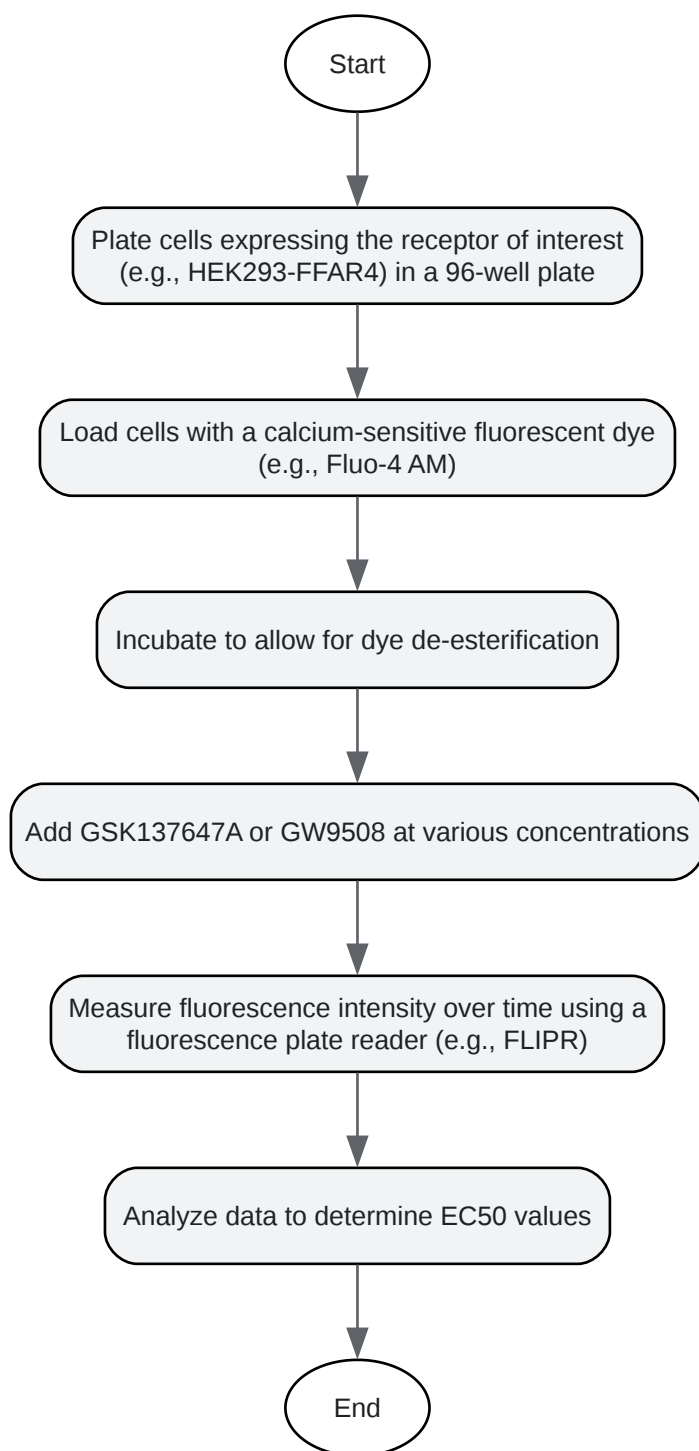 Start
Plate cells expressing the receptor of interest
(e.g., HEK293-FFAR4) in a 96-well plate
Load cells with a calcium-sensitive fluorescent dye
(e.g., Fluo-4 AM)
Incubate to allow for dye de-esterification
Add GSK137647A or GW9508 at various concentrations
Measure fluorescence intensity over time using a
fluorescence plate reader (e.g., FLIPR)
Analyze data to determine EC50 values
End